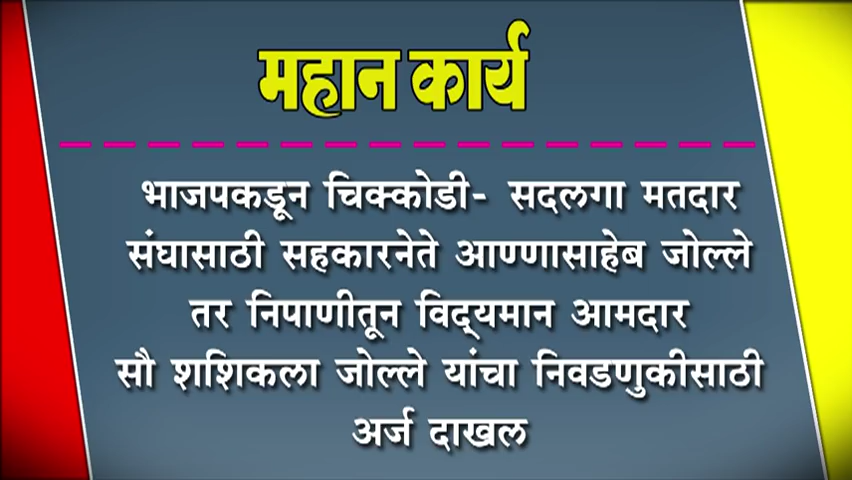 महान कार्य
भाजपकडून चिक्कोडी- सदलगा मतदार
संघासाठी सहकारनेते आण्णासाहेब जोल्ले
तर निपाणीतून विद्‌यमान आमदार
सौ शशिकला जोल्ले यांचा निवडणुकीसाठी
अर्ज दाखल